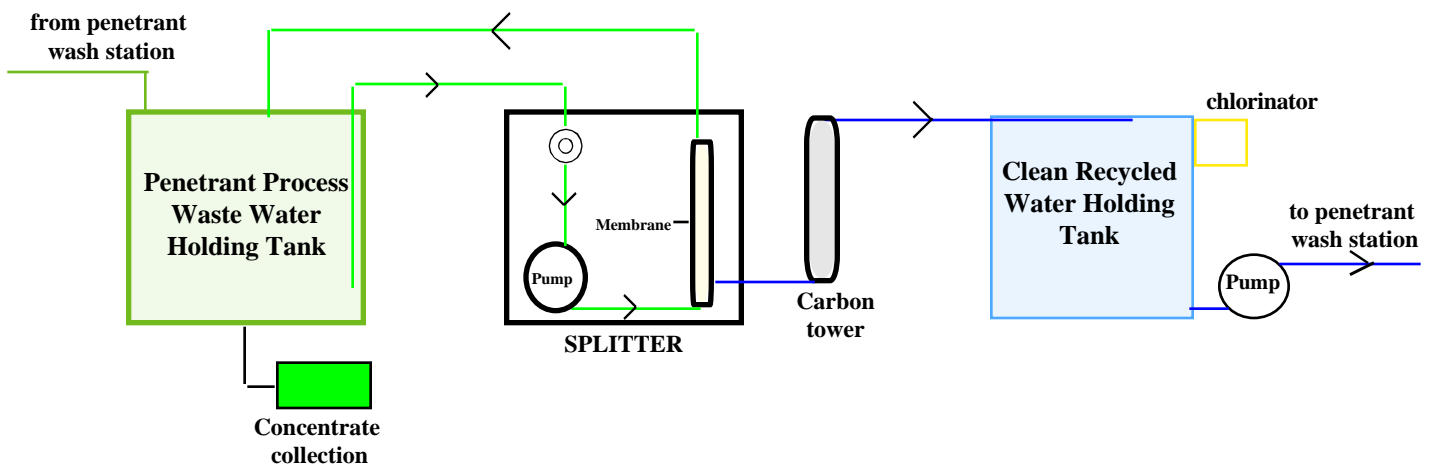 from penetrant
wash station
Penetrant Process
Waste Water
Holding Tank
Concentrate
collection
Membrane
Pump
SPLITTER
Carbon
tower
Clean Recycled
Water Holding
Tank
chlorinator
to penetrant
wash station
Pump